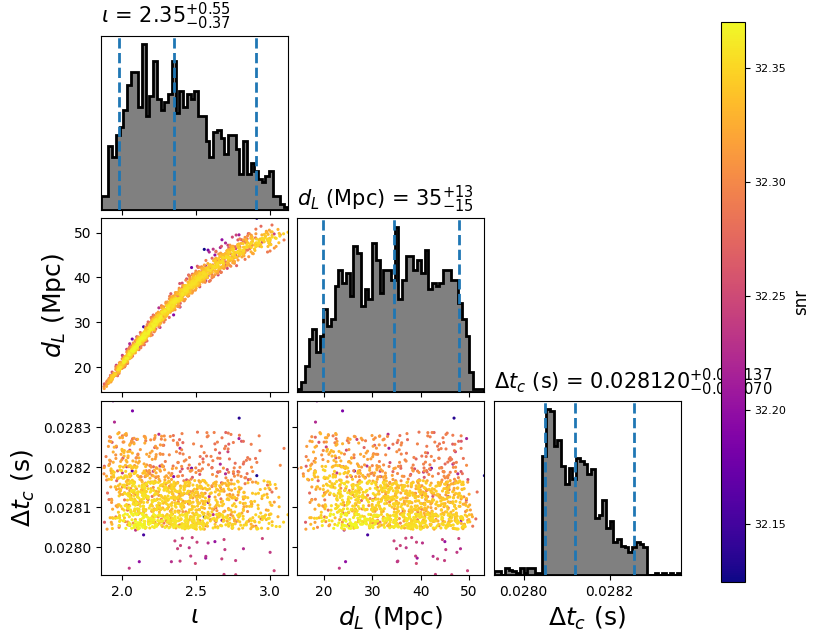 ι = 2.35 +0.55 −0.37
d_L (Mpc) = 35 +13 −15
Δt_c (s) = 0.028120
d_L (Mpc)
50
40
30
20
Δt_c (s)
0.0283
0.0282
0.0281
0.0280
2.0 2.5 3.0
ι
20 30 40 50
d_L (Mpc)
0.0280 0.0282
Δt_c (s)
32.35
32.30
32.25
32.20
32.15
snr